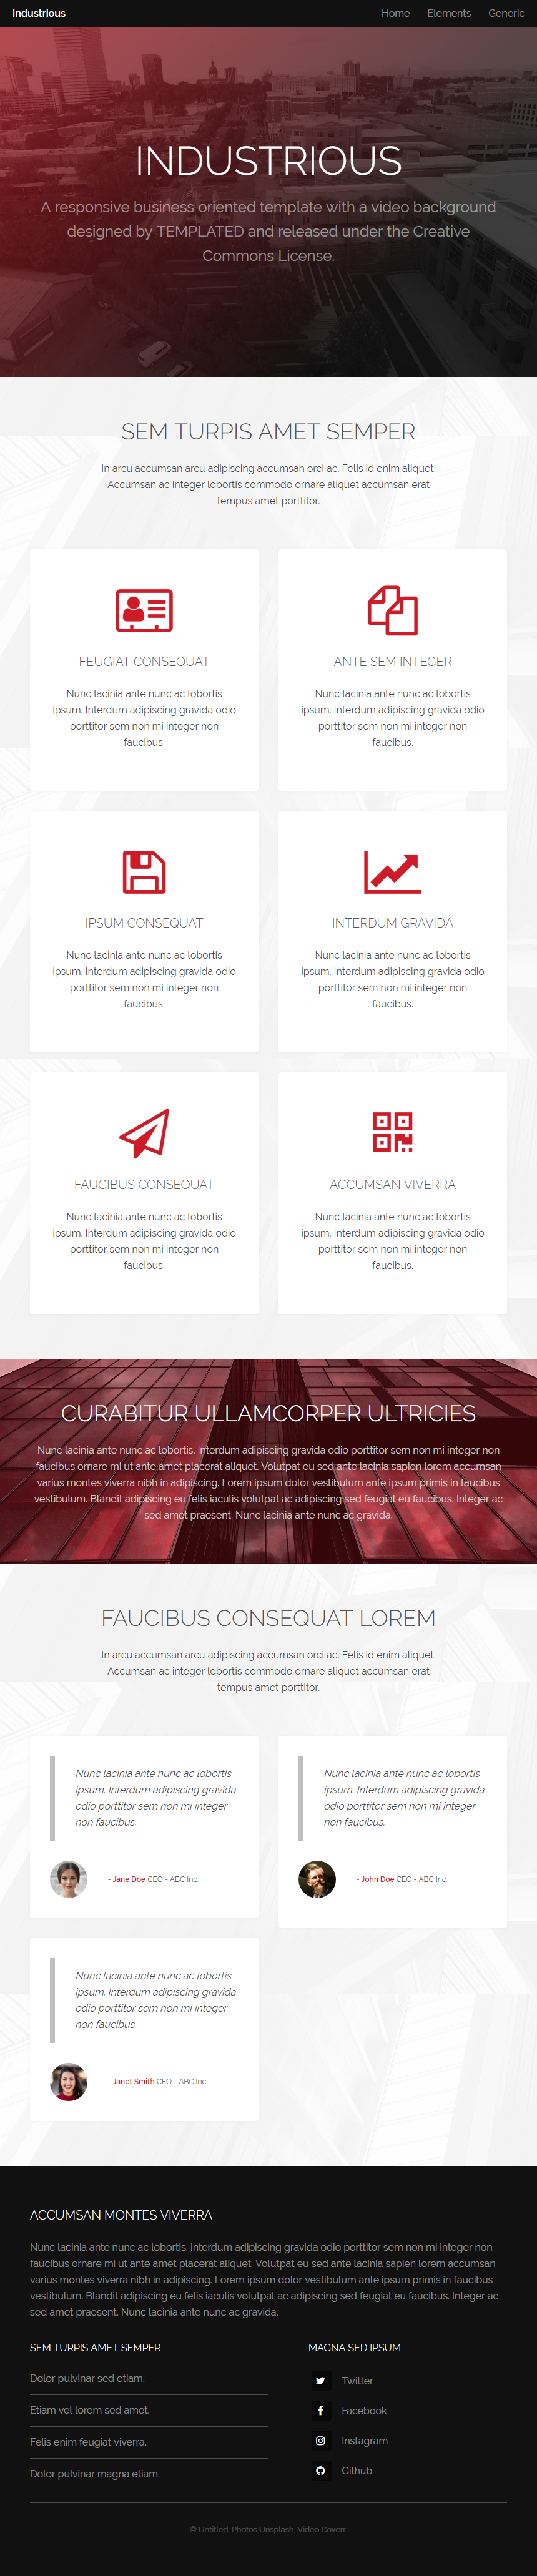 Industrious
Home Elements Generic
INDUSTRIOUS
A responsive business oriented template with a video background
designed by TEMPLATED and released under the Creative
Commons License.
SEM TURPIS AMET SEMPER
In arcu accumsan arcu adipiscing accumsan orci ac. Felis id enim aliquet.
Accumsan ac integer lobortis commodo ornare aliquet accumsan erat
tempus amet porttitor.
FEUGIAT CONSEQUAT
Nunc lacinia ante nunc ac lobortis
ipsum. Interdum adipiscing gravida odio
porttitor sem non mi integer non
faucibus.
ANTE SEM INTEGER
Nunc lacinia ante nunc ac lobortis
ipsum. Interdum adipiscing gravida odio
porttitor sem non mi integer non
faucibus.
IPSUM CONSEQUAT
Nunc lacinia ante nunc ac lobortis
ipsum. Interdum adipiscing gravida odio
porttitor sem non mi integer non
faucibus.
INTERDUM GRAVIDA
Nunc lacinia ante nunc ac lobortis
ipsum. Interdum adipiscing gravida odio
porttitor sem non mi integer non
faucibus.
FAUCIBUS CONSEQUAT
Nunc lacinia ante nunc ac lobortis
ipsum. Interdum adipiscing gravida odio
porttitor sem non mi integer non
faucibus.
ACCUMSAN VIVERRA
Nunc lacinia ante nunc ac lobortis
ipsum. Interdum adipiscing gravida odio
porttitor sem non mi integer non
faucibus.
CURABITUR ULLAMCORPER ULTRICIES
Nunc lacinia ante nunc ac lobortis. Interdum adipiscing gravida odio porttitor sem non mi integer non
faucibus ornare mi ut ante amet placerat aliquet. Volutpat eu sed ante lacinia sapien lorem accumsan
varius montes viverra nibh in adipiscing. Lorem ipsum dolor vestibulum ante ipsum primis in faucibus
vestibulum. Blandit adipiscing eu felis iaculis volutpat ac adipiscing sed feugiat eu faucibus. Integer ac
sed amet praesent. Nunc lacinia ante nunc ac gravida.
FAUCIBUS CONSEQUAT LOREM
In arcu accumsan arcu adipiscing accumsan orci ac. Felis id enim aliquet.
Accumsan ac integer lobortis commodo ornare aliquet accumsan erat
tempus amet porttitor.
Nunc lacinia ante nunc ac lobortis
ipsum. Interdum adipiscing gravida
odio porttitor sem non mi integer
non faucibus.
- Jane Doe CEO - ABC Inc.
Nunc lacinia ante nunc ac lobortis
ipsum. Interdum adipiscing gravida
odio porttitor sem non mi integer
non faucibus.
- John Doe CEO - ABC Inc.
Nunc lacinia ante nunc ac lobortis
ipsum. Interdum adipiscing gravida
odio porttitor sem non mi integer
non faucibus.
- Janet Smith CEO - ABC Inc.
ACCUMSAN MONTES VIVERRA
Nunc lacinia ante nunc ac lobortis. Interdum adipiscing gravida odio porttitor sem non mi integer non
faucibus ornare mi ut ante amet placerat aliquet. Volutpat eu sed ante lacinia sapien lorem accumsan
varius montes viverra nibh in adipiscing. Lorem ipsum dolor vestibulum ante ipsum primis in faucibus
vestibulum. Blandit adipiscing eu felis iaculis volutpat ac adipiscing sed feugiat eu faucibus. Integer ac
sed amet praesent. Nunc lacinia ante nunc ac gravida.
SEM TURPIS AMET SEMPER
Dolor pulvinar sed etiam.
Etiam vel lorem sed amet.
Felis enim feugiat viverra.
Dolor pulvinar magna etiam.
MAGNA SED IPSUM
Twitter
Facebook
Instagram
Github
© Untitled. Photos Unsplash, Video Coverr.